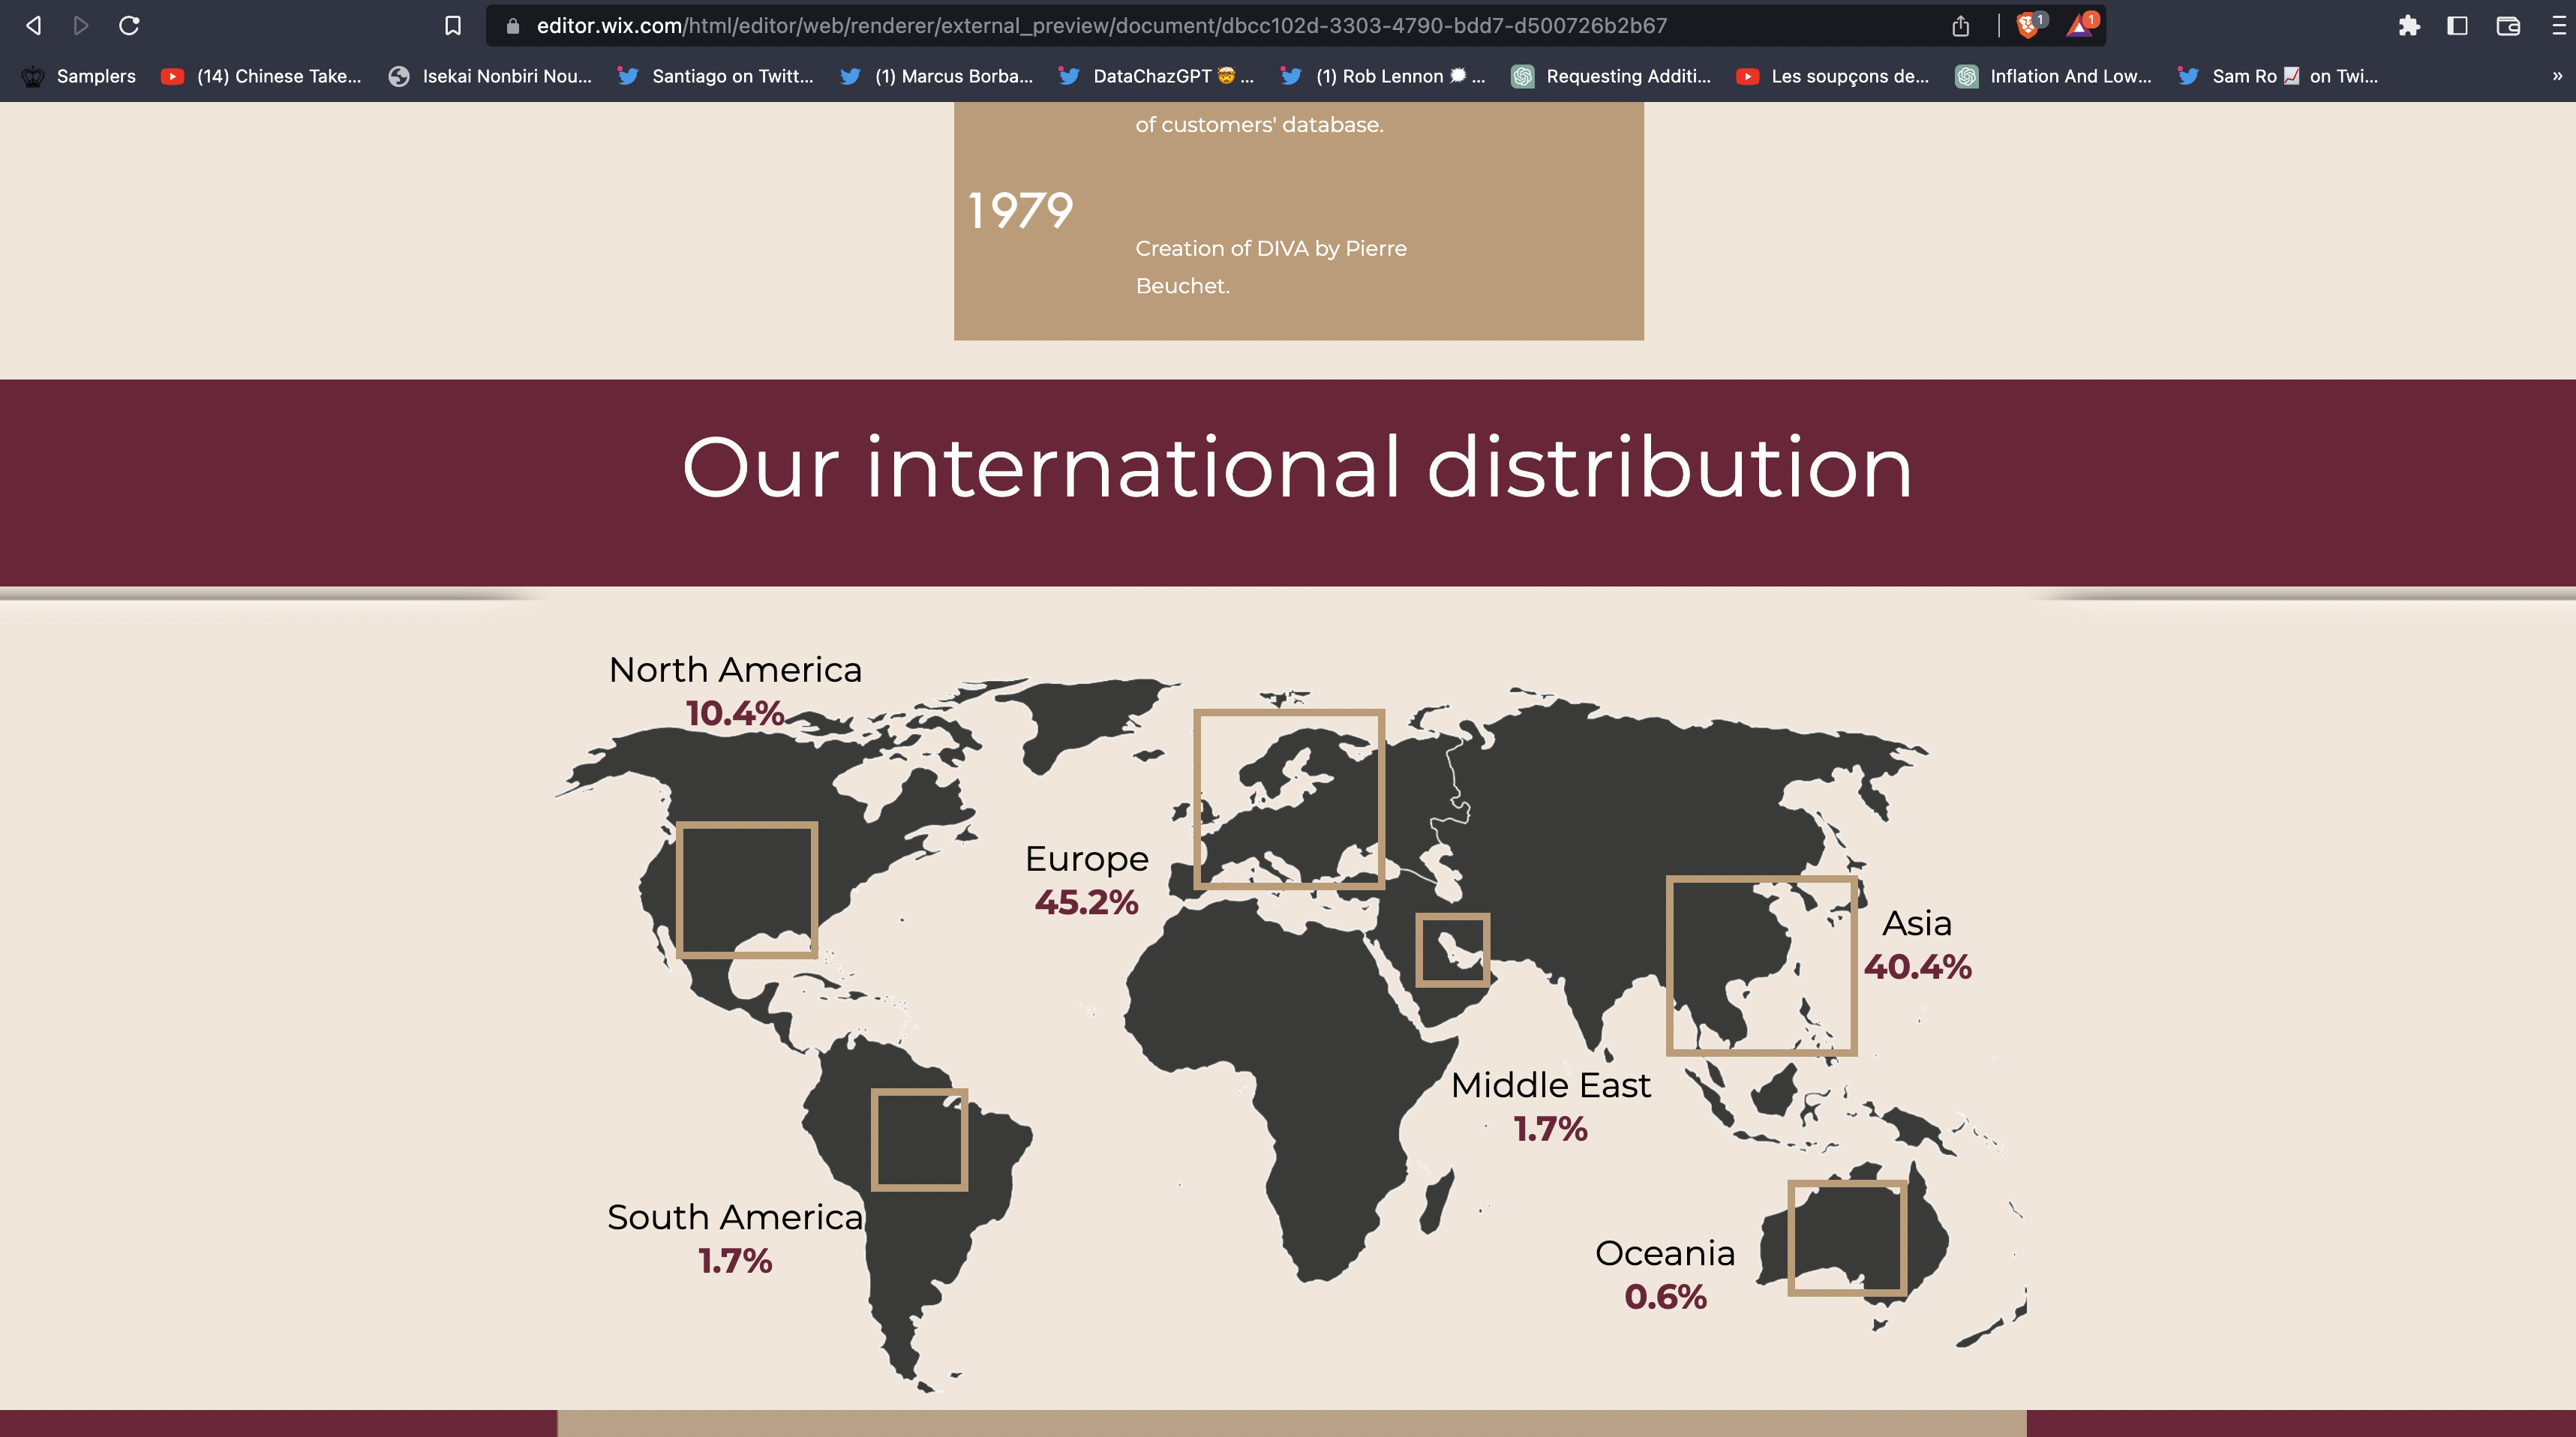 editor.wix.com/html/editor/web/renderer/external_preview/document/dbcc102d-3303-4790-bdd7-d500726b2b67
1
1
Samplers
(14) Chinese Take...
Isekai Nonbiri Nou...
Santiago on Twitt...
(1) Marcus Borba...
DataChazGPT 🤯 ...
(1) Rob Lennon 🗯 ...
Requesting Additi...
Les soupçons de...
Inflation And Low...
Sam Ro 📈 on Twi...
»
of customers' database.
1979
Creation of DIVA by Pierre
Beuchet.
Our international distribution
North America
10.4%
Europe
45.2%
Asia
40.4%
Middle East
1.7%
South America
1.7%
Oceania
0.6%